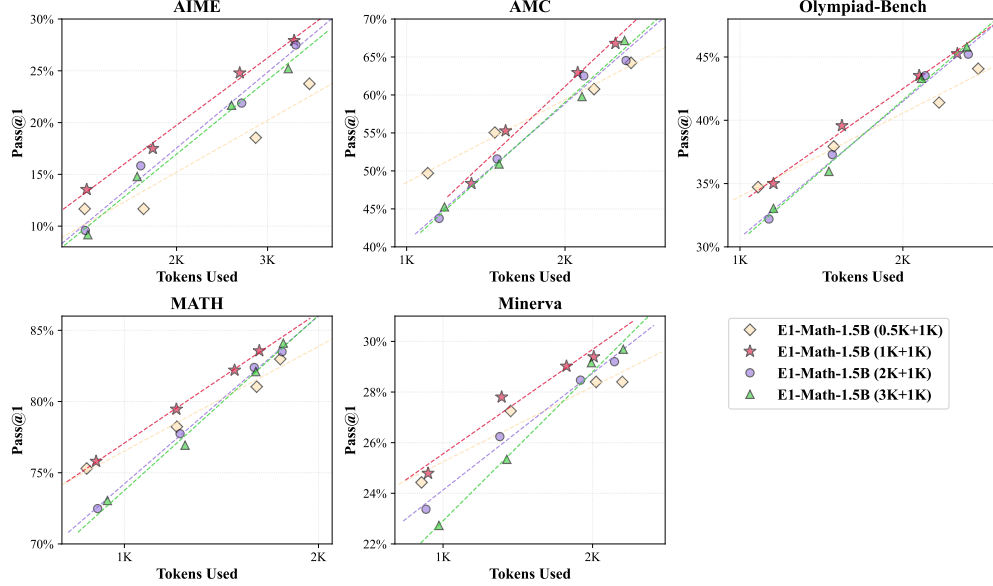 AIME
30%
25%
20%
15%
10%
Pass@1
2K
3K
Tokens Used
AMC
70%
65%
60%
55%
50%
45%
40%
Pass@1
1K
2K
Tokens Used
Olympiad-Bench
45%
40%
35%
30%
Pass@1
1K
2K
Tokens Used
MATH
85%
80%
75%
70%
Pass@1
1K
2K
Tokens Used
Minerva
30%
28%
26%
24%
22%
Pass@1
1K
2K
Tokens Used
E1-Math-1.5B (0.5K+1K)
E1-Math-1.5B (1K+1K)
E1-Math-1.5B (2K+1K)
E1-Math-1.5B (3K+1K)